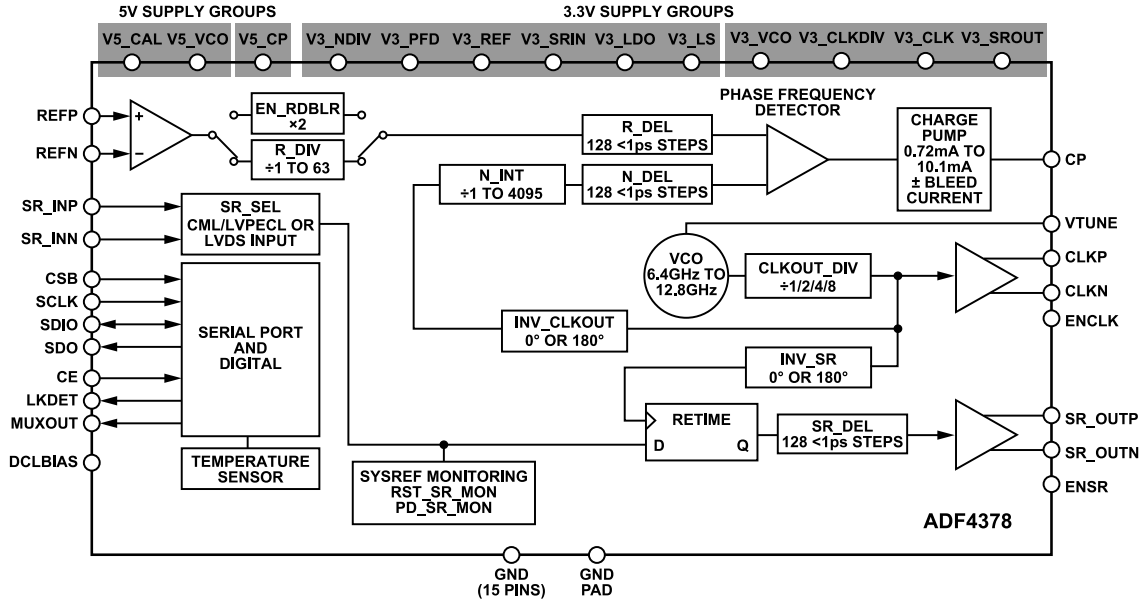 5V SUPPLY GROUPS
3.3V SUPPLY GROUPS
V5_CAL V5_VCO V5_CP V3_NDIV V3_PFD V3_REF V3_SRIN V3_LDO V3_LS V3_VCO V3_CLKDIV V3_CLK V3_SROUT
REFP
+
REFN
−
EN_RDBLR
×2
R_DIV
÷1 TO 63
R_DEL
128 <1ps STEPS
N_INT
÷1 TO 4095
N_DEL
128 <1ps STEPS
PHASE FREQUENCY
DETECTOR
CHARGE
PUMP
0.72mA TO
10.1mA
± BLEED
CURRENT
CP
SR_INP
SR_INN
SR_SEL
CML/LVPECL OR
LVDS INPUT
VTUNE
VCO
6.4GHz TO
12.8GHz
CLKOUT_DIV
÷1/2/4/8
CLKP
CLKN
ENCLK
CSB
SCLK
SDIO
SDO
CE
LKDET
MUXOUT
DCLBIAS
SERIAL PORT
AND
DIGITAL
TEMPERATURE
SENSOR
INV_CLKOUT
0° OR 180°
INV_SR
0° OR 180°
RETIME
D Q
SR_DEL
128 <1ps STEPS
SR_OUTP
SR_OUTN
ENSR
SYSREF MONITORING
RST_SR_MON
PD_SR_MON
ADF4378
GND
(15 PINS)
GND
PAD